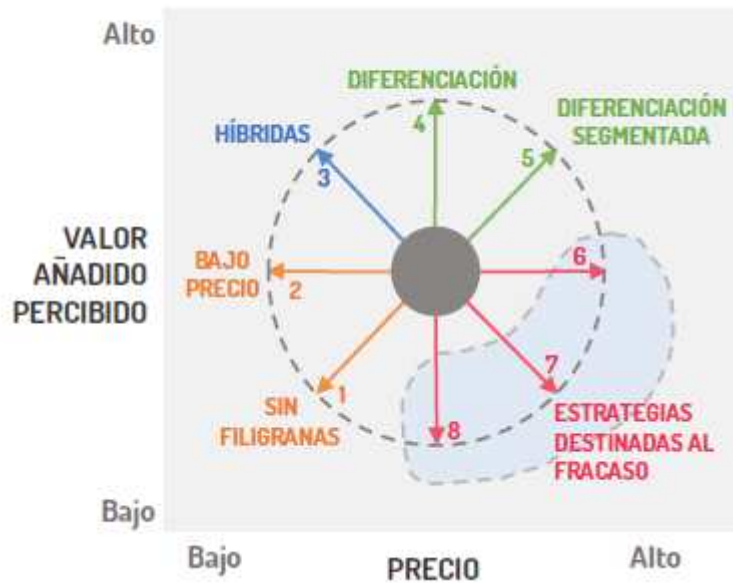 Alto
DIFERENCIACIÓN
4
DIFERENCIACIÓN
SEGMENTADA
5
HÍBRIDAS
3
VALOR
AÑADIDO
PERCIBIDO
BAJO
PRECIO
2
6
7
1
SIN
FILIGRANAS
8
ESTRATEGIAS
DESTINADAS AL
FRACASO
Bajo
Bajo
PRECIO
Alto